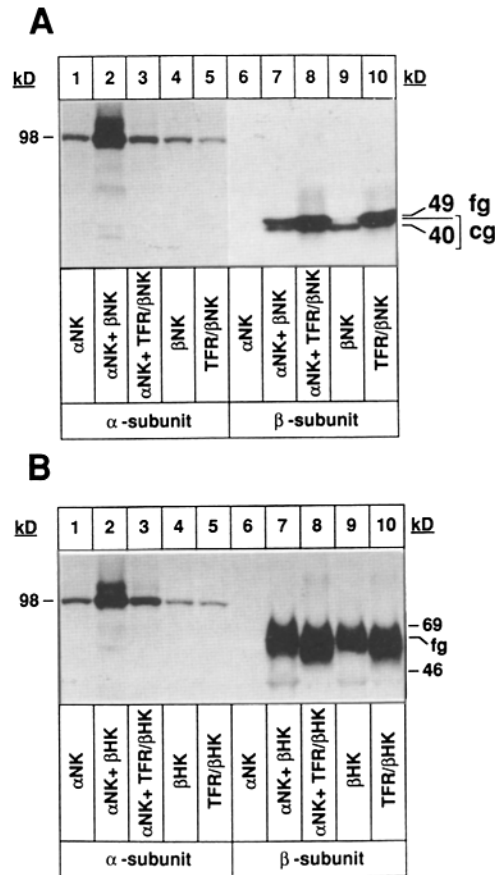 A
kD 1 2 3 4 5 6 7 8 9 10 kD
98
49 fg
40 cg
αNK
αNK+ βNK
αNK+ TFR/βNK
βNK
TFR/βNK
αNK
αNK+ βNK
αNK+ TFR/βNK
βNK
TFR/βNK
α -subunit β -subunit
B
kD 1 2 3 4 5 6 7 8 9 10 kD
98
69
fg
46
αNK
αNK+ βHK
αNK+ TFR/βHK
βHK
TFR/βHK
αNK
αNK+ βHK
αNK+ TFR/βHK
βHK
TFR/βHK
α -subunit β -subunit